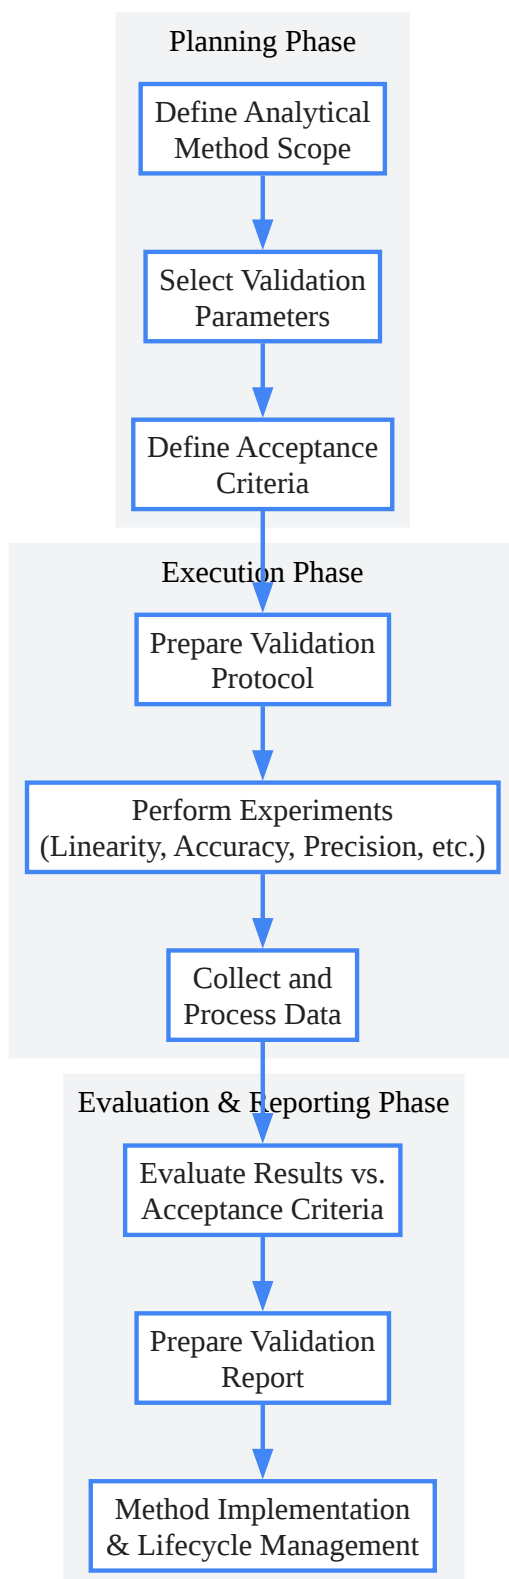 Planning Phase
Define Analytical
Method Scope
Select Validation
Parameters
Define Acceptance
Criteria
Execution Phase
Prepare Validation
Protocol
Perform Experiments
(Linearity, Accuracy, Precision, etc.)
Collect and
Process Data
Evaluation & Reporting Phase
Evaluate Results vs.
Acceptance Criteria
Prepare Validation
Report
Method Implementation
& Lifecycle Management